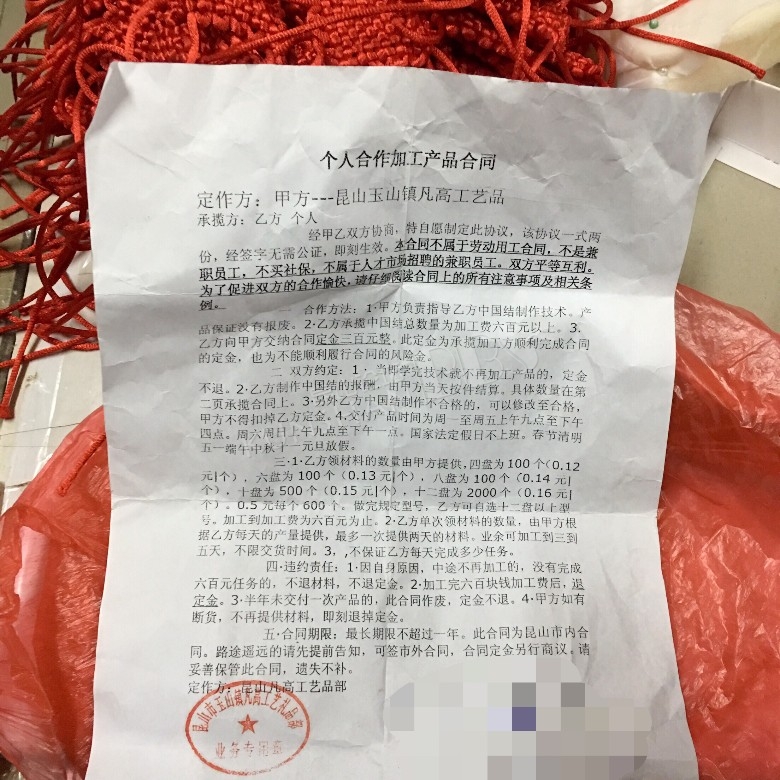 个人合作加工产品合同
定作方：甲方---昆山玉山镇凡高工艺品
承揽方：乙方 个人
经甲乙双方协商，特自愿制定此协议，该协议一式两
份，经签字无需公证，即刻生效。本合同不属于劳动用工合同，不是兼
职员工，不买社保，不属于人才市场招聘的兼职员工。双方平等互利。
为了促进双方的合作愉快，请仔细阅读合同上的所有注意事项及相关条
例。
一 合作方法：1·甲方负责指导乙方中国结制作技术。产
品保证没有报废。2·乙方承揽中国结总数量为加工费六百元以上。3.
乙方向甲方交纳合同定金三百元整。此定金为承揽加工方顺利完成合同
的定金，也为不能顺利履行合同的风险金。
二 双方约定：1· 当即学完技术就不再加工产品的，定金
不退。2·乙方制作中国结的报酬，由甲方当天按件结算。具体数量在第
二页承揽合同上。3·另外乙方中国结制作不合格的，可以修改至合格，
甲方不得扣掉乙方定金。4.交付产品时间为周一至周五上午九点至下午
四点。周六周日上午九点至下午一点。国家法定假日不上班。春节清明
五一端午中秋十一元旦放假。
三·1·乙方领材料的数量由甲方提供，四盘为100个（0.12
元|个），六盘为100个（0.13元|个），八盘为100个（0.14元|
个），十盘为500个（0.15元|个），十二盘为2000个（0.16元|
个）。0.5元每个600个。做完规定型号，乙方可自选十二盘以上型
号。加工到加工费为六百元为止。2·乙方单次领材料的数量，由甲方根
据乙方每天的产量提供，最多一次提供两天的材料。业余可加工到三到
五天，不限交货时间。3，,不保证乙方每天完成多少任务。
四·违约责任：1·因自身原因，中途不再加工的，没有完成
六百元任务的，不退材料，不退定金。2·加工完六百块钱加工费后，退
定金。3·半年未交付一次产品的，此合同作废，定金不退。4·甲方如有
断货，不再提供材料，即刻退掉定金。
五·合同期限：最长期限不超过一年。此合同为昆山市内合
同。路途遥远的请先提前告知，可签市外合同，合同定金另行商议。请
妥善保管此合同，遗失不补。
定作方：昆山凡高工艺品部
昆山市玉山镇凡高工艺礼品部
业务专用章